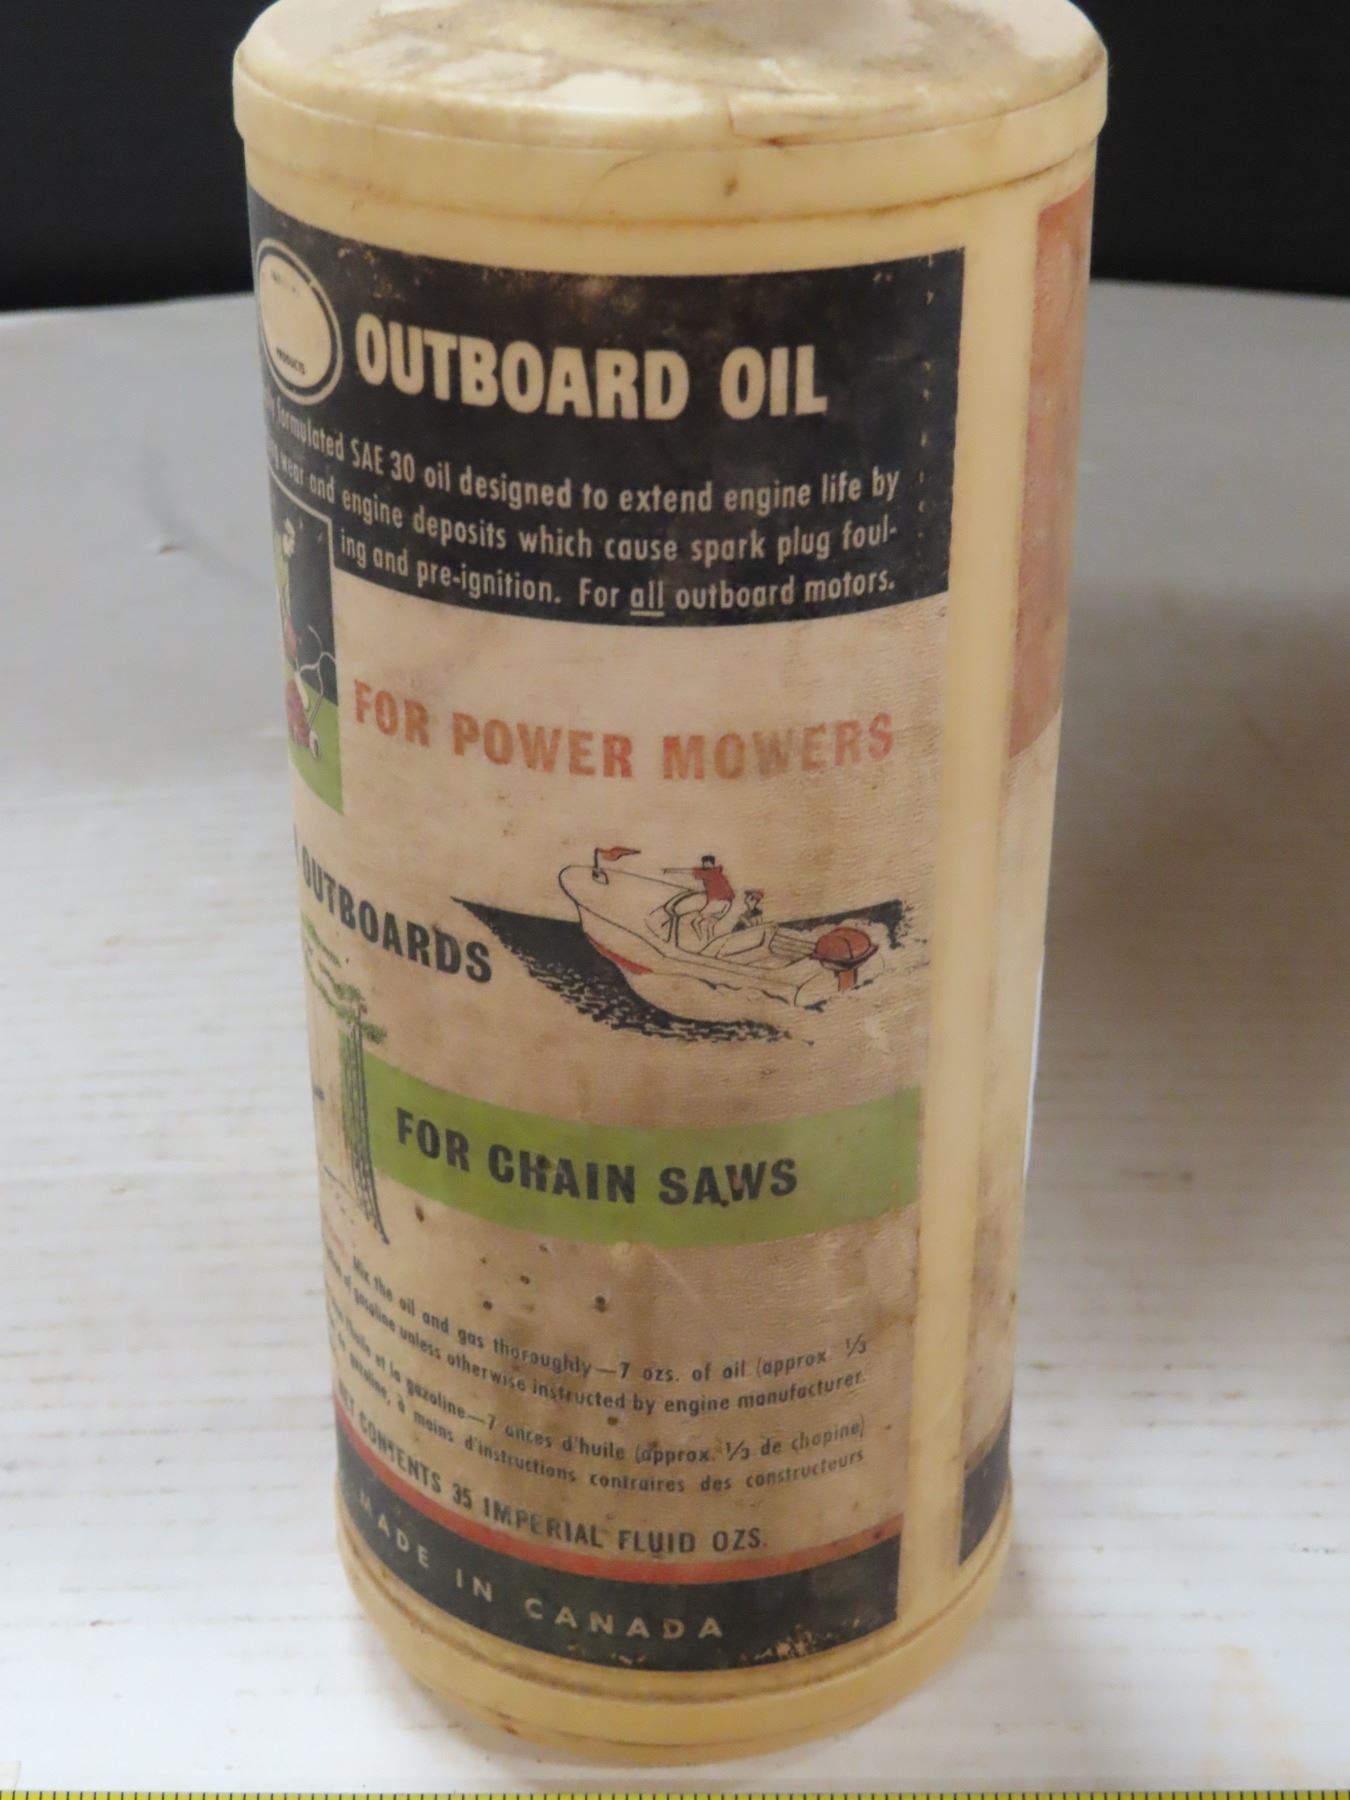 PRODUCTS
OUTBOARD OIL
formulated SAE 30 oil designed to extend engine life by
wear and engine deposits which cause spark plug foul-
ing and pre-ignition. For all outboard motors.
FOR POWER MOWERS
OUTBOARDS
FOR CHAIN SAWS
Mix the oil and gas thoroughly—7 ozs. of oil (approx ⅓
of gasoline unless otherwise instructed by engine manufacturer.
l'huile et la gazoline—7 onces d'huile (approx. ⅓ de chopine)
de gazoline, à moins d'instructions contraires des constructeurs
NET CONTENTS 35 IMPERIAL FLUID OZS.
MADE IN CANADA